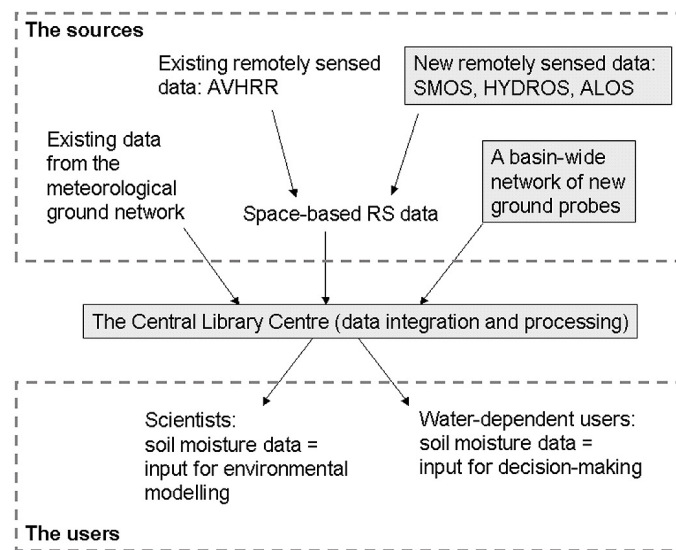 The sources
Existing remotely sensed
data: AVHRR
New remotely sensed data:
SMOS, HYDROS, ALOS
Existing data
from the
meteorological
ground network
A basin-wide
network of new
ground probes
Space-based RS data
The Central Library Centre (data integration and processing)
Scientists:
soil moisture data =
input for environmental
modelling
Water-dependent users:
soil moisture data =
input for decision-making
The users